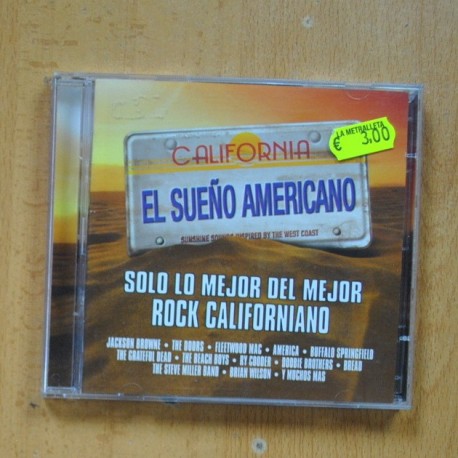 LA METRALLETA
€ 3,00
CALIFORNIA
EL SUEÑO AMERICANO
SUNSHINE SOUNDS INSPIRED BY THE WEST COAST
SOLO LO MEJOR DEL MEJOR
ROCK CALIFORNIANO
JACKSON BROWNE • THE DOORS • FLEETWOOD MAC • AMERICA • BUFFALO SPRINGFIELD
THE GRATEFUL DEAD • THE BEACH BOYS • RY COODER • DOOBIE BROTHERS • BREAD
THE STEVE MILLER BAND • BRIAN WILSON • Y MUCHOS MAS